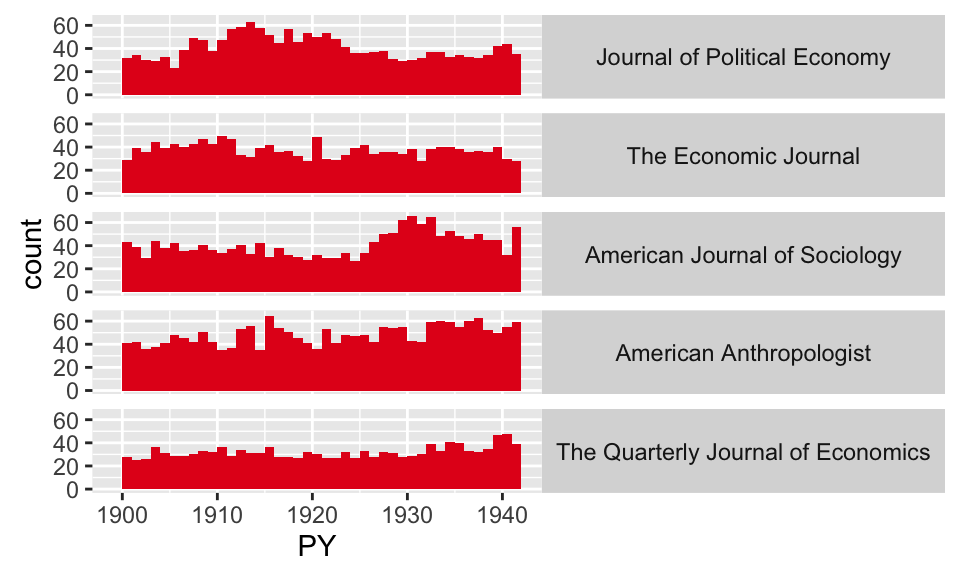 60
40
20
0
Journal of Political Economy
60
40
20
0
The Economic Journal
60
40
20
0
American Journal of Sociology
60
40
20
0
American Anthropologist
60
40
20
0
The Quarterly Journal of Economics
count
1900 1910 1920 1930 1940
PY